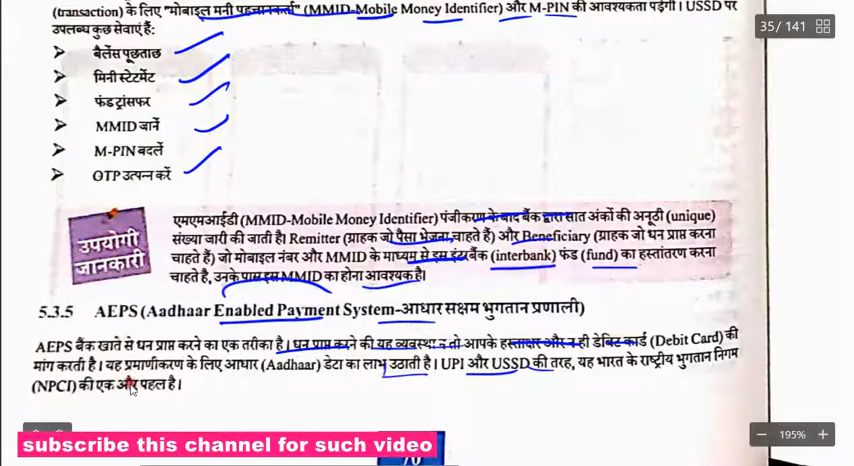 (transaction) के लिए "मोबाइल मनी पहचानकर्त्ता" (MMID-Mobile Money Identifier) और M-PIN की आवश्यकता पड़ेगी। USSD पर
35 / 141
उपलब्ध कुछ सेवाएं हैं:
➢ बैलेंस पूछताछ
➢ मिनी स्टेटमेंट
➢ फंड ट्रांसफर
➢ MMID जानें
➢ M-PIN बदलें
➢ OTP उत्पन्न करें
उपयोगी
जानकारी
एमएमआईडी (MMID-Mobile Money Identifier) पंजीकरण के बाद बैंक द्वारा सात अंकों की अनूठी (unique)
संख्या जारी की जाती है। Remitter (ग्राहक जो पैसा भेजना चाहते हैं) और Beneficiary (ग्राहक जो धन प्राप्त करना
चाहते हैं) जो मोबाइल नंबर और MMID के माध्यम से इस इंटरबैंक (interbank) फंड (fund) का हस्तांतरण करना
चाहते है, उनके पास इस MMID का होना आवश्यक है।
5.3.5 AEPS (Aadhaar Enabled Payment System-आधार सक्षम भुगतान प्रणाली)
AEPS बैंक खाते से धन प्राप्त करने का एक तरीका है। धन प्राप्त करने की यह व्यवस्था न तो आपके हस्ताक्षर और न ही डेबिट कार्ड (Debit Card) की
मांग करती है। यह प्रमाणीकरण के लिए आधार (Aadhaar) डेटा का लाभ उठाती है। UPI और USSD की तरह, यह भारत के राष्ट्रीय भुगतान निगम
(NPCI) की एक और पहल है।
subscribe this channel for such video
70
195%